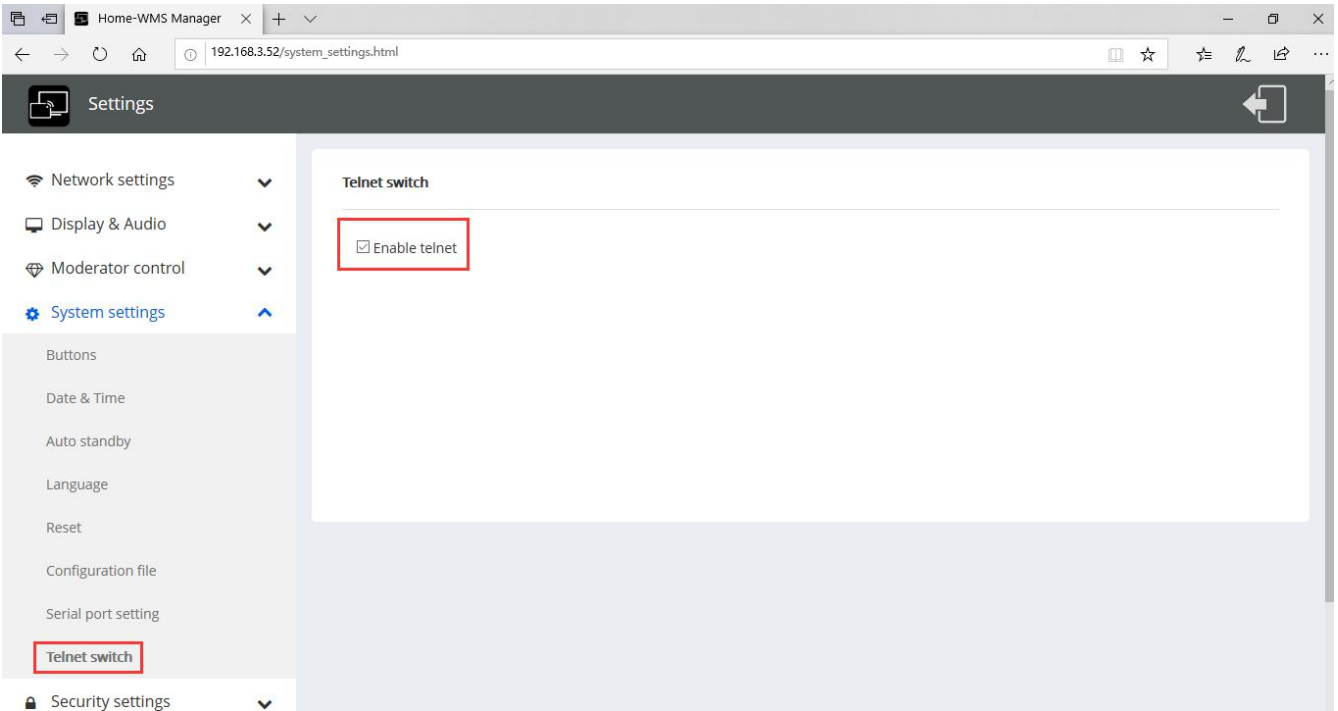 Home-WMS Manager
192.168.3.52/system_settings.html
Settings
Network settings
Display & Audio
Moderator control
System settings
Buttons
Date & Time
Auto standby
Language
Reset
Configuration file
Serial port setting
Telnet switch
Security settings
Telnet switch
Enable telnet